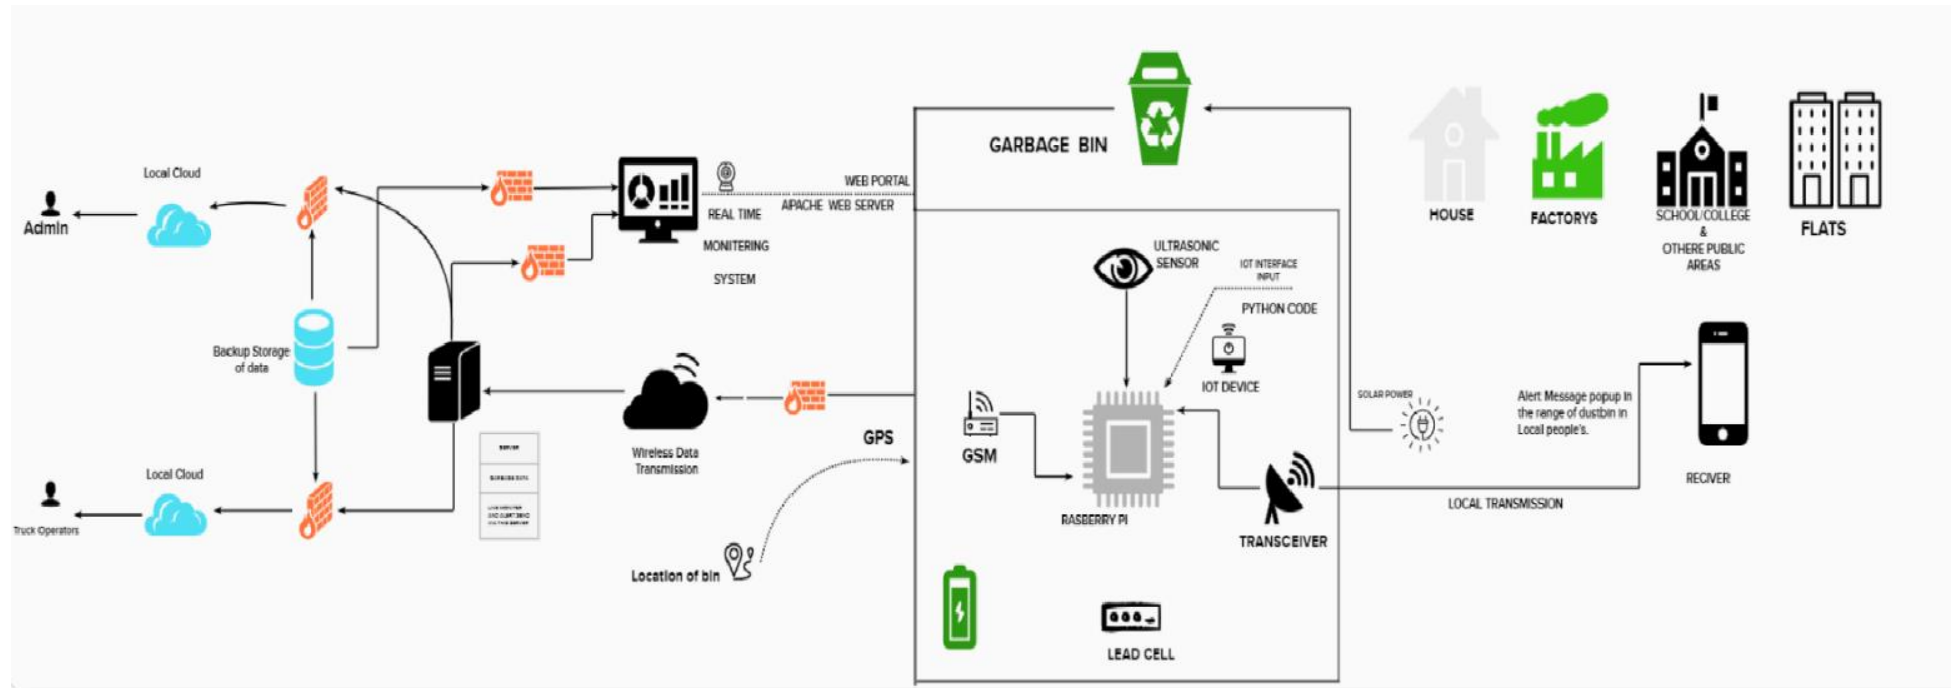 Local Cloud
Admin
Backup Storage
of data
Local Cloud
Truck Operators
REAL TIME
MONITERING
SYSTEM
WEB PORTAL
APACHE WEB SERVER
SERVER
GARBAGE DATA
Wireless Data
Transmission
GPS
Location of bin
GARBAGE BIN
ULTRASONIC
SENSOR
IOT INTERFACE
INPUT
PYTHON CODE
IOT DEVICE
GSM
RASBERRY PI
TRANSCEIVER
LEAD CELL
SOLAR POWER
LOCAL TRANSMISSION
Alert Message popup in
the range of dustbin in
Local people's.
RECIVER
HOUSE
FACTORYS
SCHOOL/COLLEGE
&
OTHERE PUBLIC
AREAS
FLATS